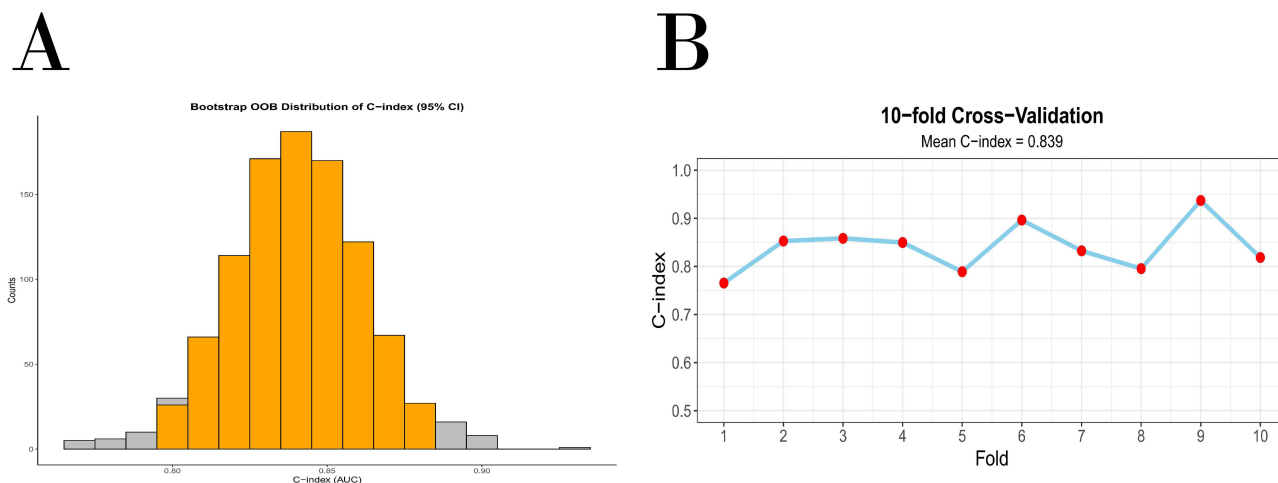 A
Bootstrap OOB Distribution of C−index (95% CI)
Counts
150
100
50
0
0.80 0.85 0.90
C−index (AUC)
B
10−fold Cross−Validation
Mean C−index = 0.839
C−index
1.0
0.9
0.8
0.7
0.6
0.5
1 2 3 4 5 6 7 8 9 10
Fold